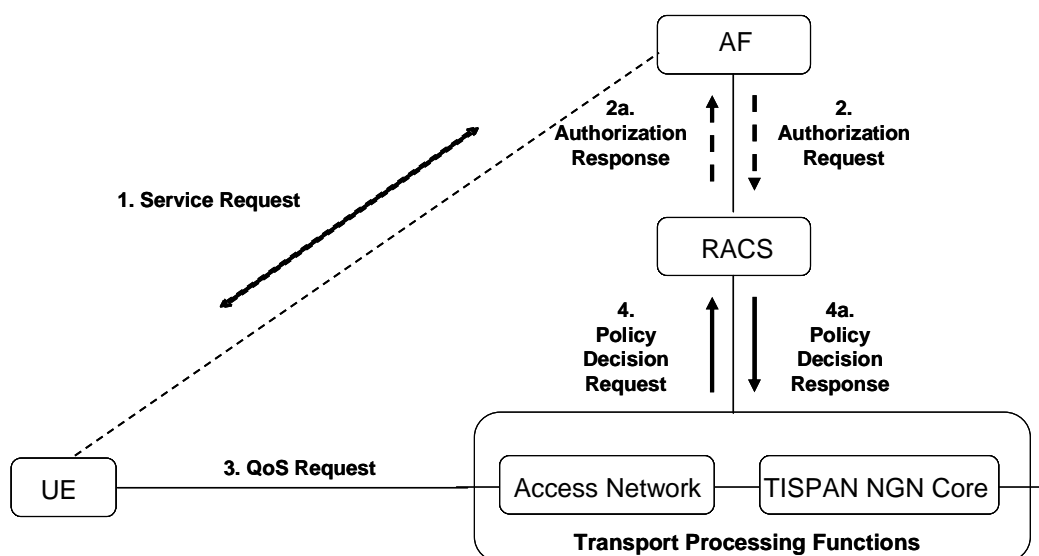 AF
2a.
Authorization
Response
2.
Authorization
Request
1. Service Request
RACS
4.
Policy
Decision
Request
4a.
Policy
Decision
Response
3. QoS Request
UE
Access Network
TISPAN NGN Core
Transport Processing Functions